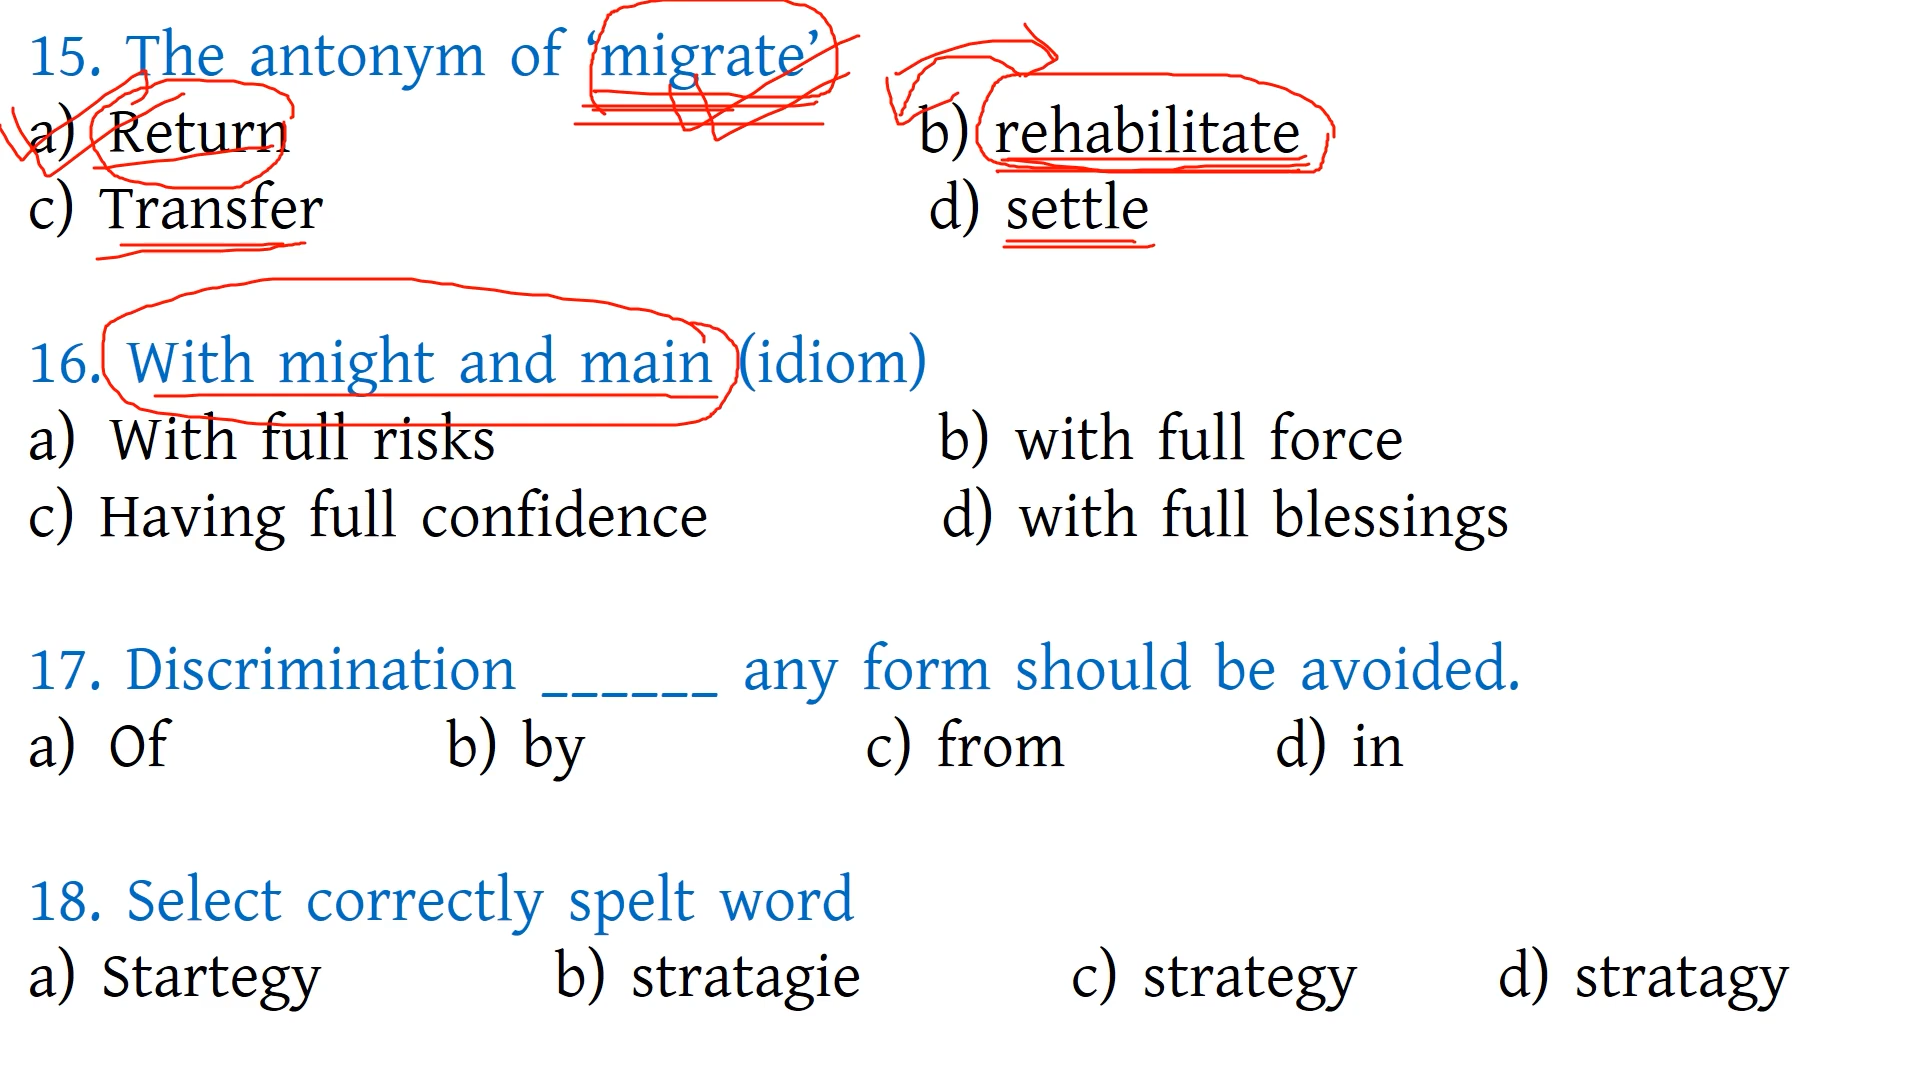 15. The antonym of ‘migrate’
a) Return b) rehabilitate
c) Transfer d) settle
16. With might and main (idiom)
a) With full risks b) with full force
c) Having full confidence d) with full blessings
17. Discrimination ______ any form should be avoided.
a) Of b) by c) from d) in
18. Select correctly spelt word
a) Startegy b) stratagie c) strategy d) stratagy